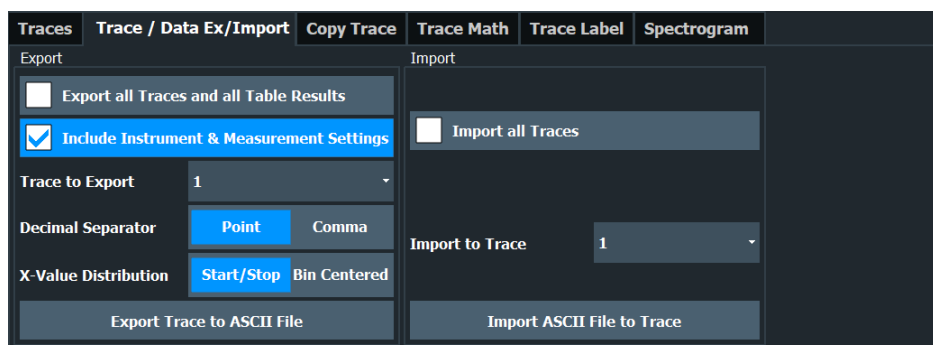 Traces Trace / Data Ex/Import Copy Trace Trace Math Trace Label Spectrogram
Export
Export all Traces and all Table Results
Include Instrument & Measurement Settings
Trace to Export 1
Decimal Separator Point Comma
X-Value Distribution Start/Stop Bin Centered
Export Trace to ASCII File
Import
Import all Traces
Import to Trace 1
Import ASCII File to Trace